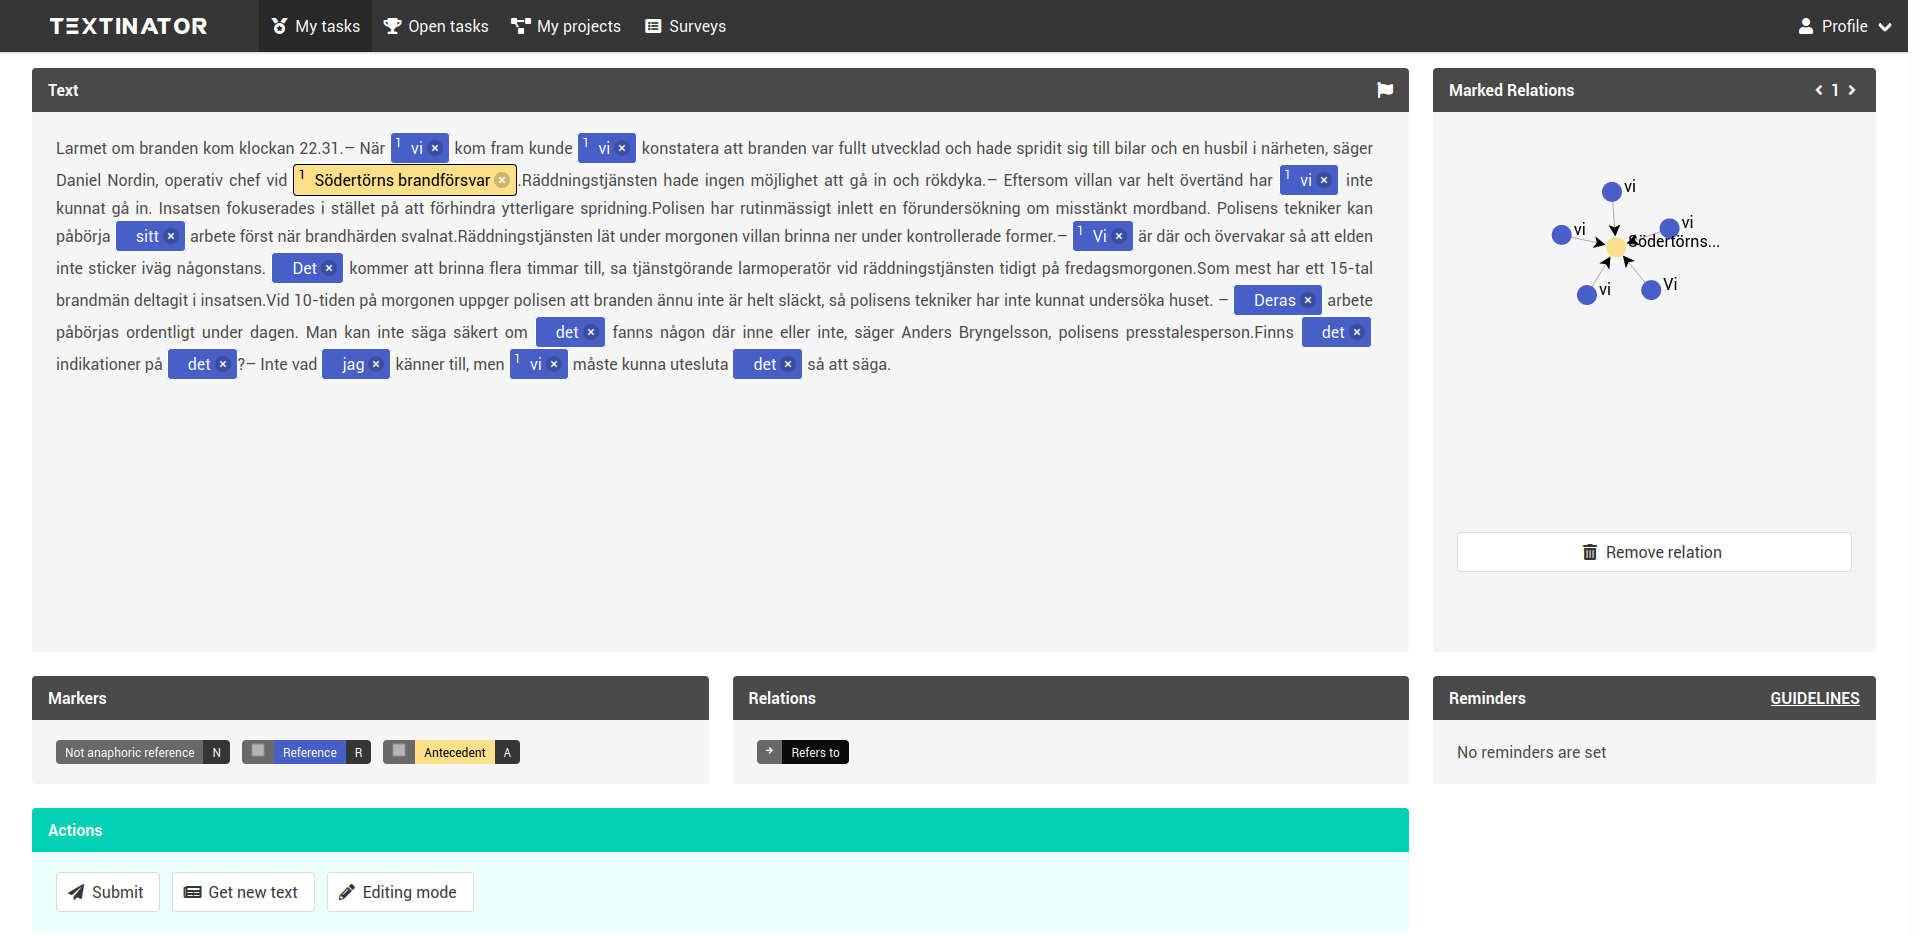 TEXTINATOR My tasks Open tasks My projects Surveys Profile
Text
Larmet om branden kom klockan 22.31.– När 1 vi × kom fram kunde 1 vi × konstatera att branden var fullt utvecklad och hade spridit sig till bilar och en husbil i närheten, säger
Daniel Nordin, operativ chef vid 1 Södertörns brandförsvar × .Räddningstjänsten hade ingen möjlighet att gå in och rökdyka.– Eftersom villan var helt övertänd har 1 vi × inte
kunnat gå in. Insatsen fokuserades i stället på att förhindra ytterligare spridning.Polisen har rutinmässigt inlett en förundersökning om misstänkt mordband. Polisens tekniker kan
påbörja sitt × arbete först när brandhärden svalnat.Räddningstjänsten lät under morgonen villan brinna ner under kontrollerade former.– 1 Vi × är där och övervakar så att elden
inte sticker iväg någonstans. Det × kommer att brinna flera timmar till, sa tjänstgörande larmoperatör vid räddningstjänsten tidigt på fredagsmorgonen.Som mest har ett 15-tal
brandmän deltagit i insatsen.Vid 10-tiden på morgonen uppger polisen att branden ännu inte är helt släckt, så polisens tekniker har inte kunnat undersöka huset. – Deras × arbete
påbörjas ordentligt under dagen. Man kan inte säga säkert om det × fanns någon där inne eller inte, säger Anders Bryngelsson, polisens presstalesperson.Finns det ×
indikationer på det × ?– Inte vad jag × känner till, men 1 vi × måste kunna utesluta det × så att säga.
Marked Relations < 1 >
vi
vi
vi
Södertörns...
Vi
vi
Remove relation
Markers
Not anaphoric reference N Reference R Antecedent A
Relations
Refers to
Reminders GUIDELINES
No reminders are set
Actions
Submit Get new text Editing mode